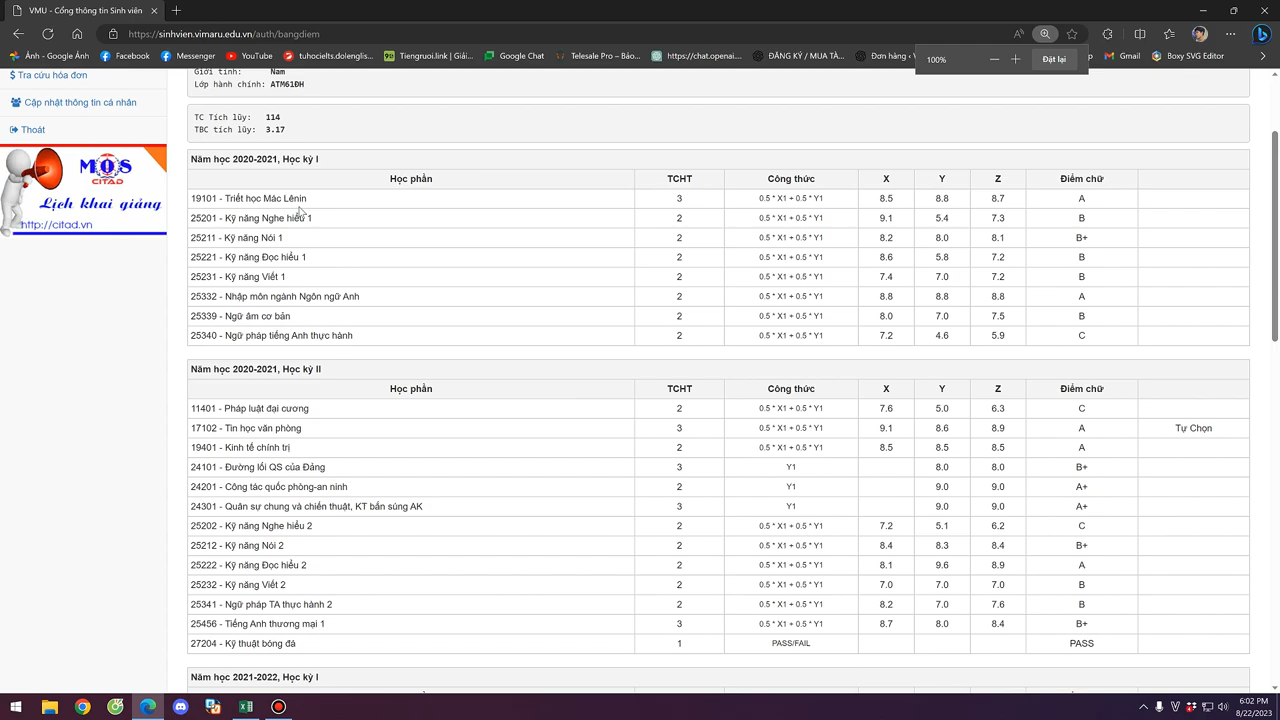 VMU - Cổng thông tin Sinh viên
https://sinhvien.vimaru.edu.vn/auth/bangdiem
Ảnh - Google Ảnh Facebook Messenger YouTube tuhocielts.dolenglis... Tiengruoi.link | Giải... Google Chat Telesale Pro – Báo... https://chat.openai.... ĐĂNG KÝ / MUA TÀ... Đơn hàng Gmail Boxy SVG Editor
100% Đặt lại
Tra cứu hóa đơn
Cập nhật thông tin cá nhân
Thoát
MOS
CITAD
Lịch khai giảng
http://citad.vn
Giới tính: Nam
Lớp hành chính: ATM61ĐH
TC Tích lũy: 114
TBC tích lũy: 3.17
Năm học 2020-2021, Học kỳ I
Học phần TCHT Công thức X Y Z Điểm chữ
19101 - Triết học Mác Lênin 3 0.5 * X1 + 0.5 * Y1 8.5 8.8 8.7 A
25201 - Kỹ năng Nghe hiểu 1 2 0.5 * X1 + 0.5 * Y1 9.1 5.4 7.3 B
25211 - Kỹ năng Nói 1 2 0.5 * X1 + 0.5 * Y1 8.2 8.0 8.1 B+
25221 - Kỹ năng Đọc hiểu 1 2 0.5 * X1 + 0.5 * Y1 8.6 5.8 7.2 B
25231 - Kỹ năng Viết 1 2 0.5 * X1 + 0.5 * Y1 7.4 7.0 7.2 B
25332 - Nhập môn ngành Ngôn ngữ Anh 2 0.5 * X1 + 0.5 * Y1 8.8 8.8 8.8 A
25339 - Ngữ âm cơ bản 2 0.5 * X1 + 0.5 * Y1 8.0 7.0 7.5 B
25340 - Ngữ pháp tiếng Anh thực hành 2 0.5 * X1 + 0.5 * Y1 7.2 4.6 5.9 C
Năm học 2020-2021, Học kỳ II
Học phần TCHT Công thức X Y Z Điểm chữ
11401 - Pháp luật đại cương 2 0.5 * X1 + 0.5 * Y1 7.6 5.0 6.3 C
17102 - Tin học văn phòng 3 0.5 * X1 + 0.5 * Y1 9.1 8.6 8.9 A Tự Chọn
19401 - Kinh tế chính trị 2 0.5 * X1 + 0.5 * Y1 8.5 8.5 8.5 A
24101 - Đường lối QS của Đảng 3 Y1 8.0 8.0 B+
24201 - Công tác quốc phòng-an ninh 2 Y1 9.0 9.0 A+
24301 - Quân sự chung và chiến thuật, KT bắn súng AK 3 Y1 9.0 9.0 A+
25202 - Kỹ năng Nghe hiểu 2 2 0.5 * X1 + 0.5 * Y1 7.2 5.1 6.2 C
25212 - Kỹ năng Nói 2 2 0.5 * X1 + 0.5 * Y1 8.4 8.3 8.4 B+
25222 - Kỹ năng Đọc hiểu 2 2 0.5 * X1 + 0.5 * Y1 8.1 9.6 8.9 A
25232 - Kỹ năng Viết 2 2 0.5 * X1 + 0.5 * Y1 7.0 7.0 7.0 B
25341 - Ngữ pháp TA thực hành 2 2 0.5 * X1 + 0.5 * Y1 8.2 7.0 7.6 B
25456 - Tiếng Anh thương mại 1 3 0.5 * X1 + 0.5 * Y1 8.7 8.0 8.4 B+
27204 - Kỹ thuật bóng đá 1 PASS/FAIL PASS
Năm học 2021-2022, Học kỳ I
6:02 PM
8/22/2023